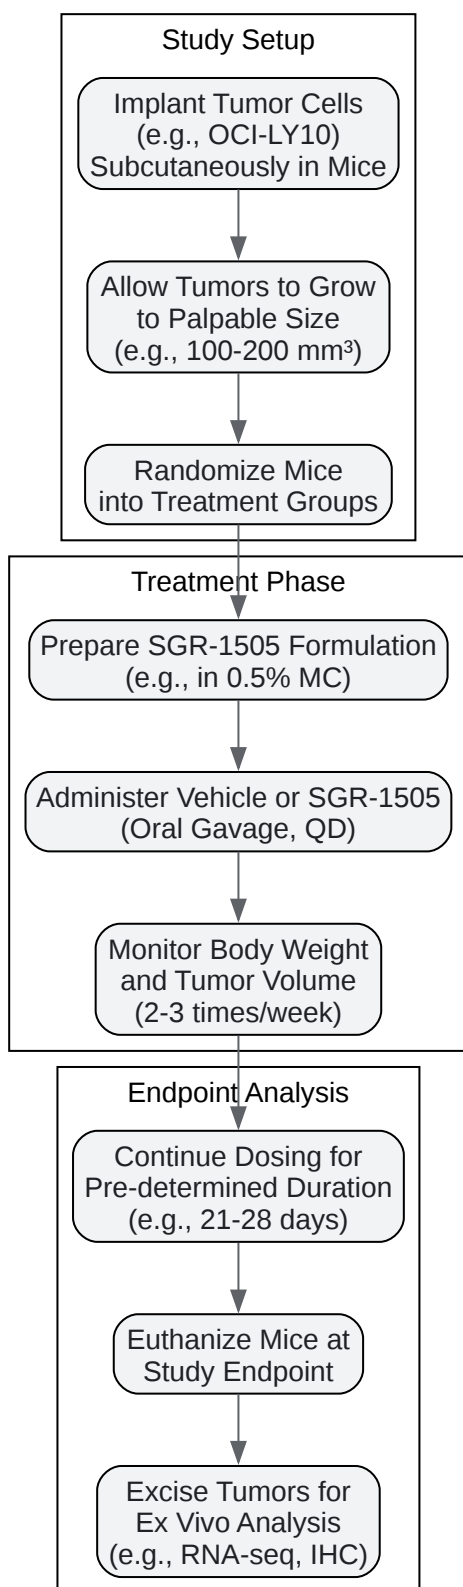 Study Setup
Implant Tumor Cells
(e.g., OCI-LY10)
Subcutaneously in Mice
Allow Tumors to Grow
to Palpable Size
(e.g., 100-200 mm³)
Randomize Mice
into Treatment Groups
Treatment Phase
Prepare SGR-1505 Formulation
(e.g., in 0.5% MC)
Administer Vehicle or SGR-1505
(Oral Gavage, QD)
Monitor Body Weight
and Tumor Volume
(2-3 times/week)
Endpoint Analysis
Continue Dosing for
Pre-determined Duration
(e.g., 21-28 days)
Euthanize Mice at
Study Endpoint
Excise Tumors for
Ex Vivo Analysis
(e.g., RNA-seq, IHC)